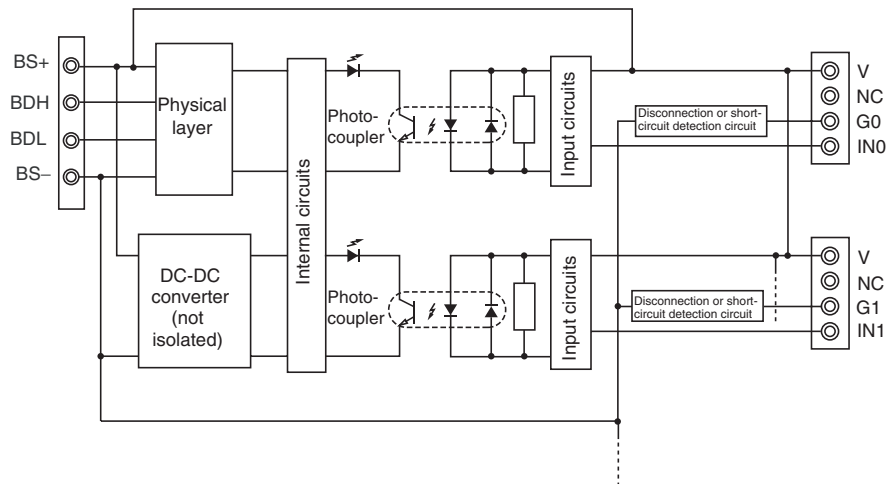 BS+
BDH
BDL
BS–
Physical
layer
DC-DC
converter
(not
isolated)
Internal circuits
Photo-
coupler
Input circuits
Disconnection or short-
circuit detection circuit
V
NC
G0
IN0
Photo-
coupler
Input circuits
Disconnection or short-
circuit detection circuit
V
NC
G1
IN1